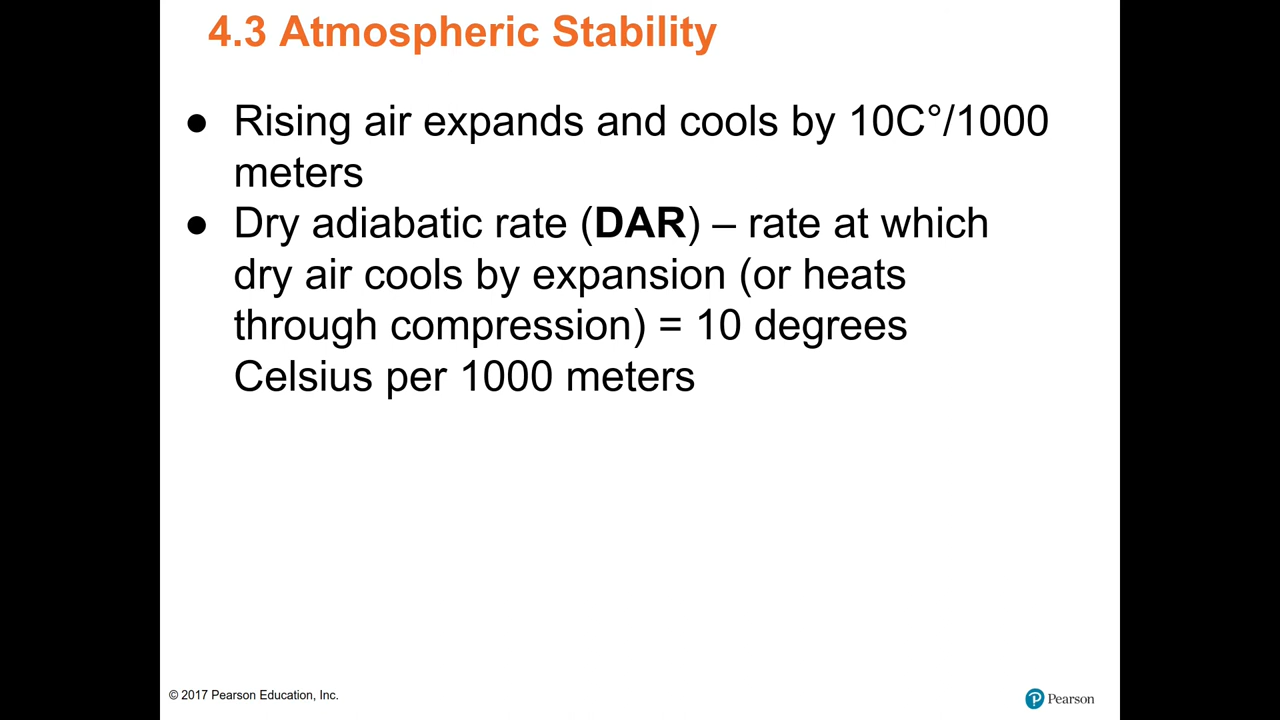 4.3 Atmospheric Stability
● Rising air expands and cools by 10C°/1000
meters
● Dry adiabatic rate (DAR) – rate at which
dry air cools by expansion (or heats
through compression) = 10 degrees
Celsius per 1000 meters
© 2017 Pearson Education, Inc.
P Pearson